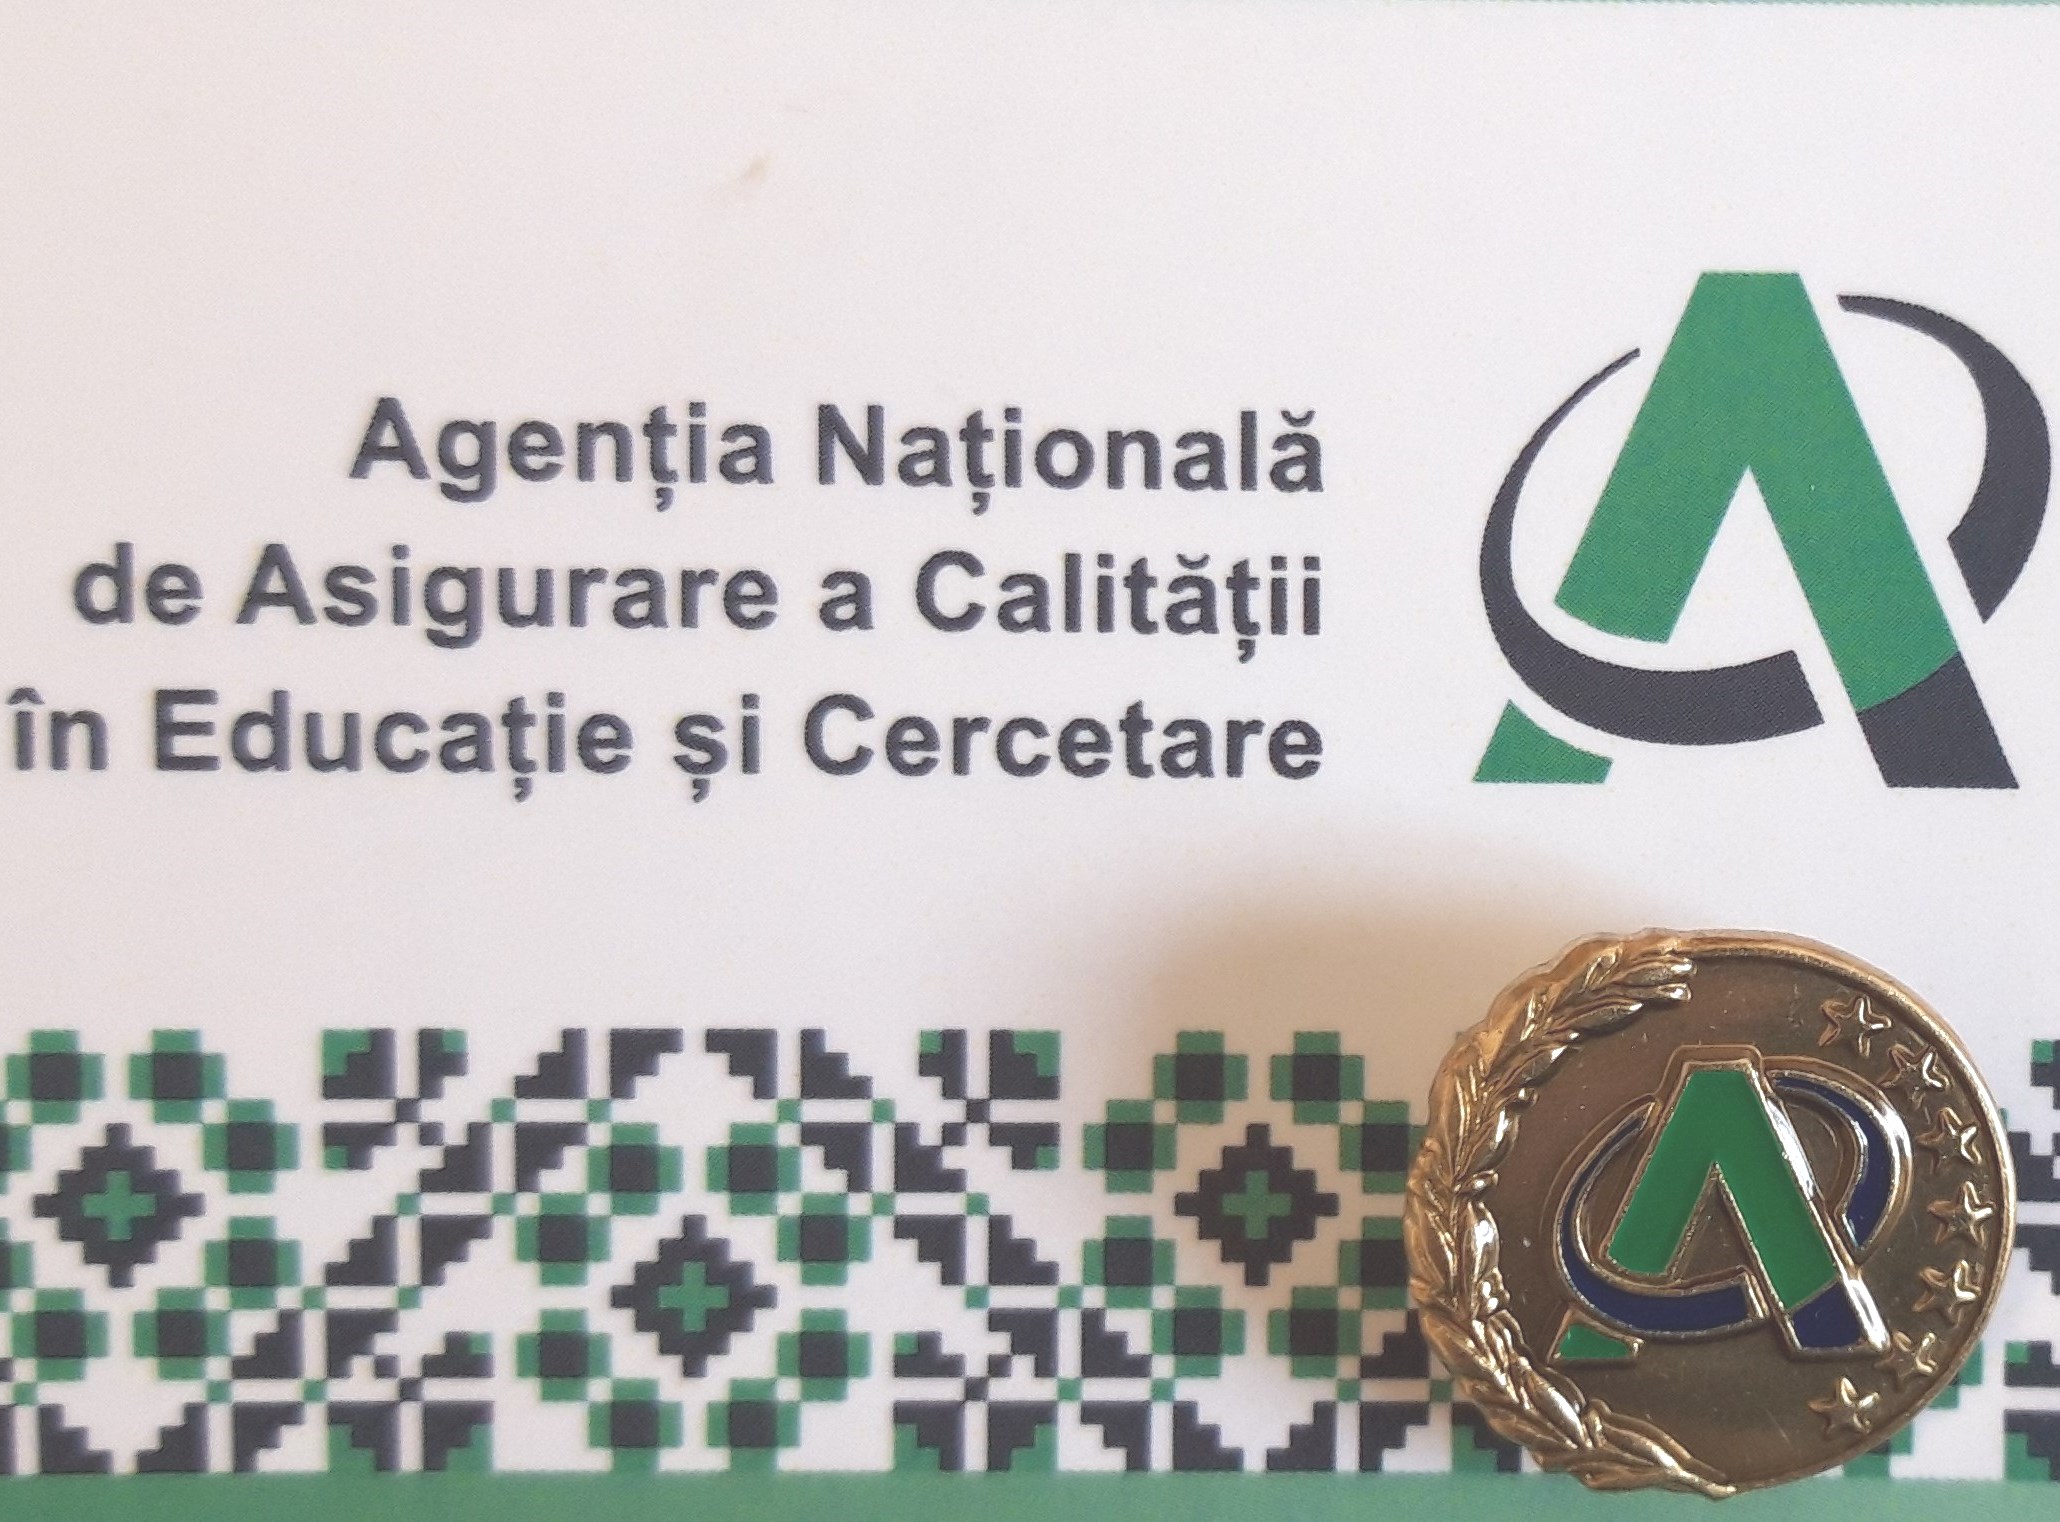 Agenția Națională
de Asigurare a Calității
în Educație și Cercetare